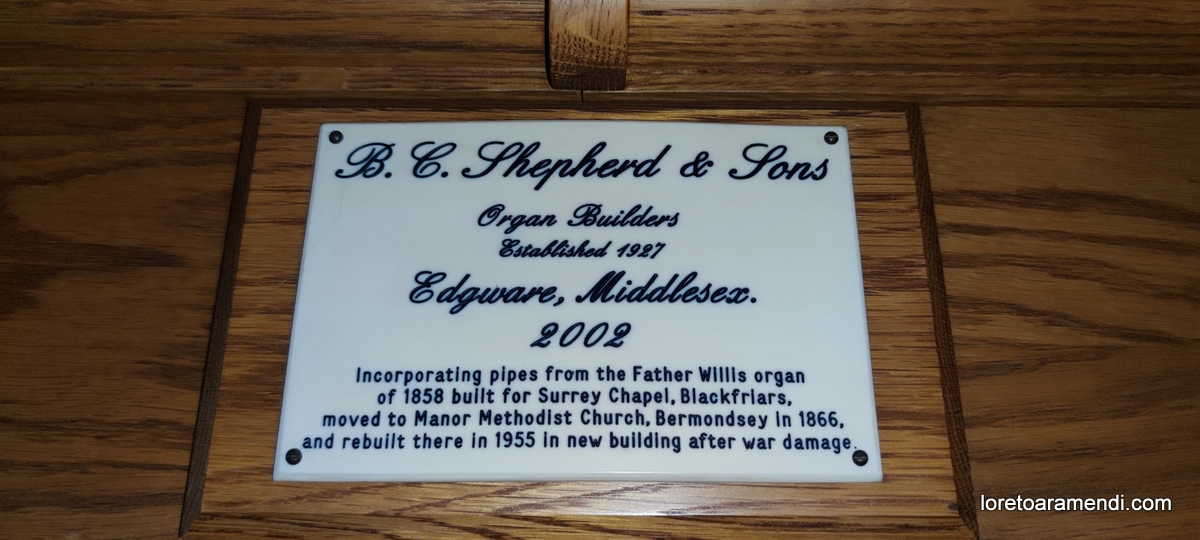 B. C. Shepherd & Sons
Organ Builders
Established 1927
Edgware, Middlesex.
2002
Incorporating pipes from the Father Willis organ
of 1858 built for Surrey Chapel, Blackfriars,
moved to Manor Methodist Church, Bermondsey in 1866,
and rebuilt there in 1955 in new building after war damage.
loretoaramendi.com